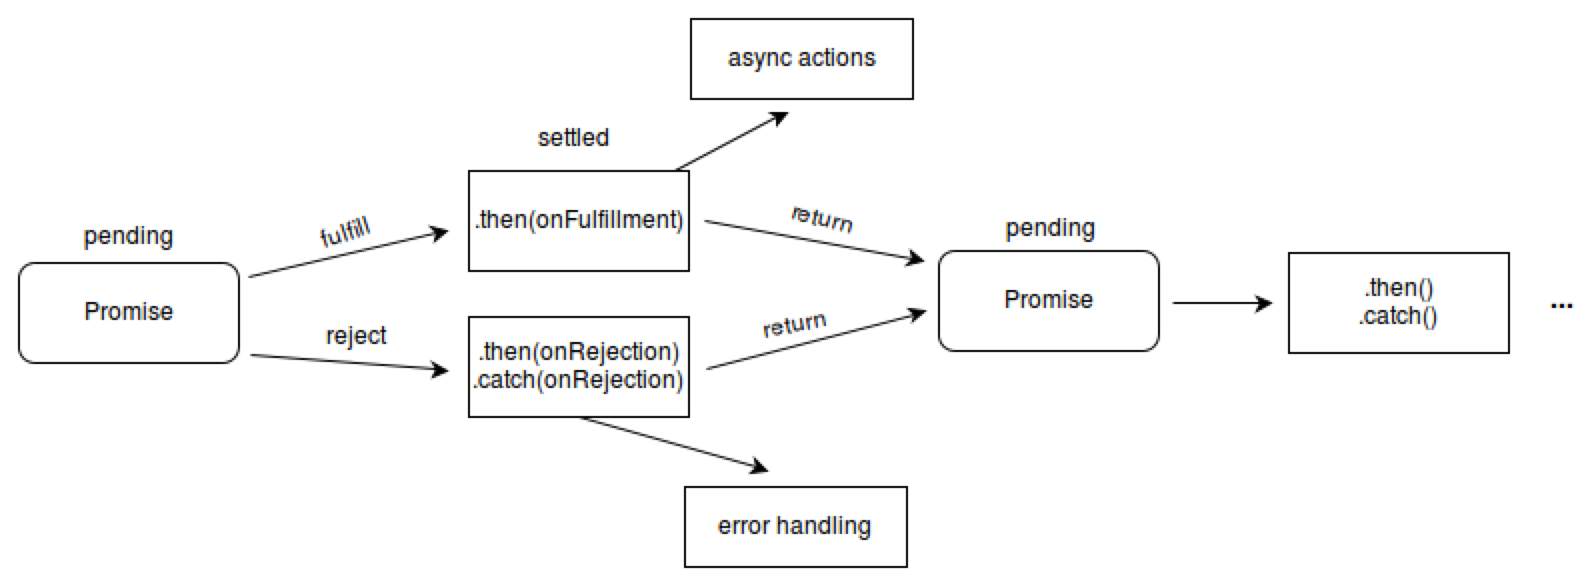 async actions
settled
.then(onFulfillment)
pending
fulfill
return
pending
Promise
Promise
.then()
.catch()
...
reject
.then(onRejection)
.catch(onRejection)
return
error handling